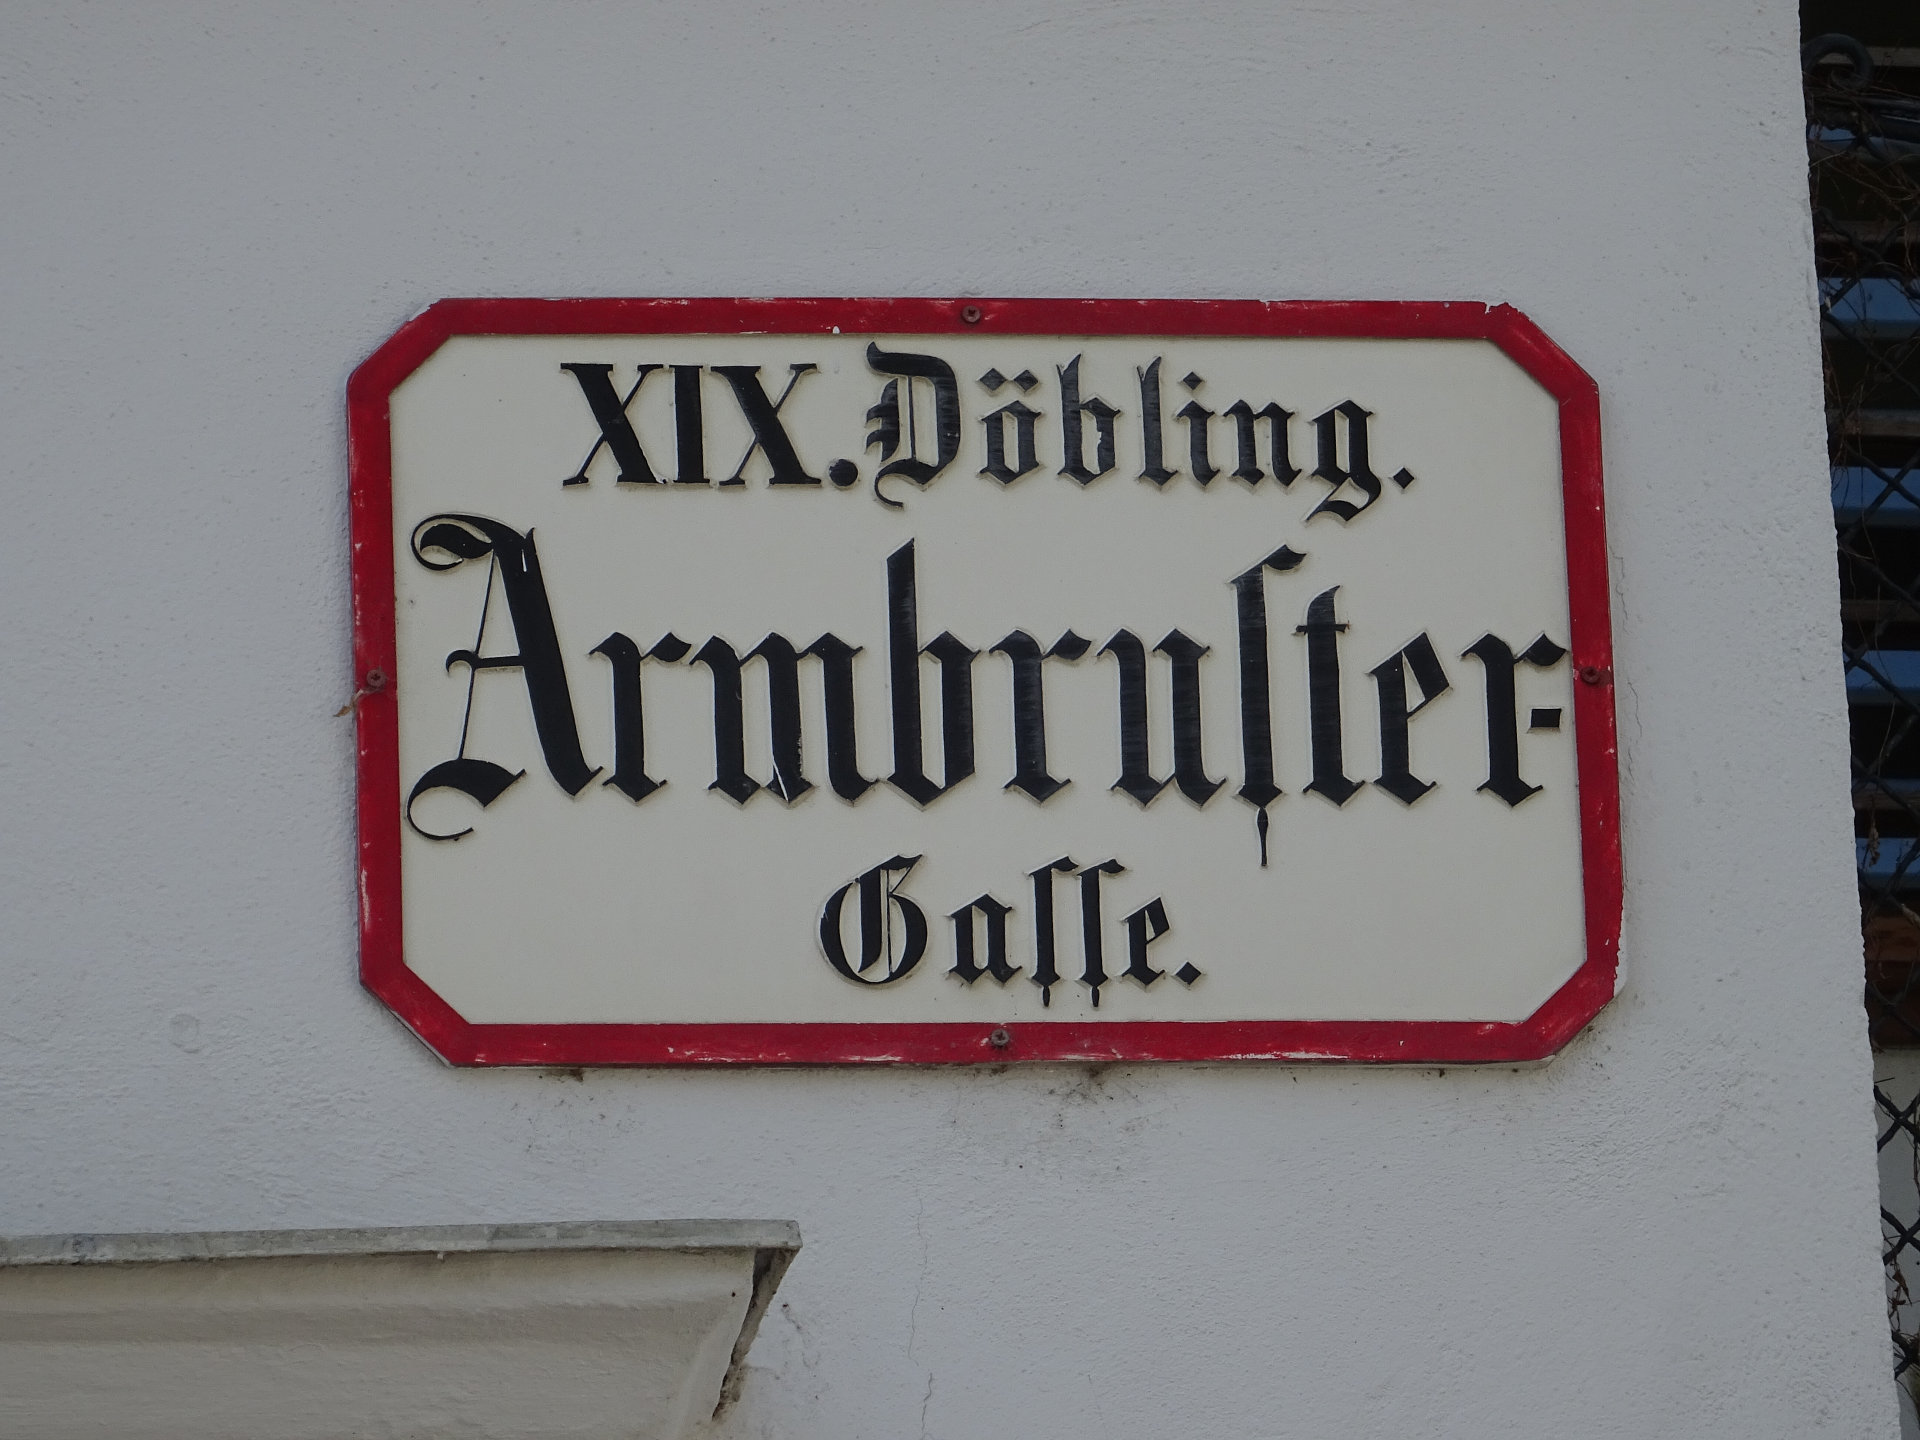 XIX. Döbling.
Armbruſter-
Gaſſe.